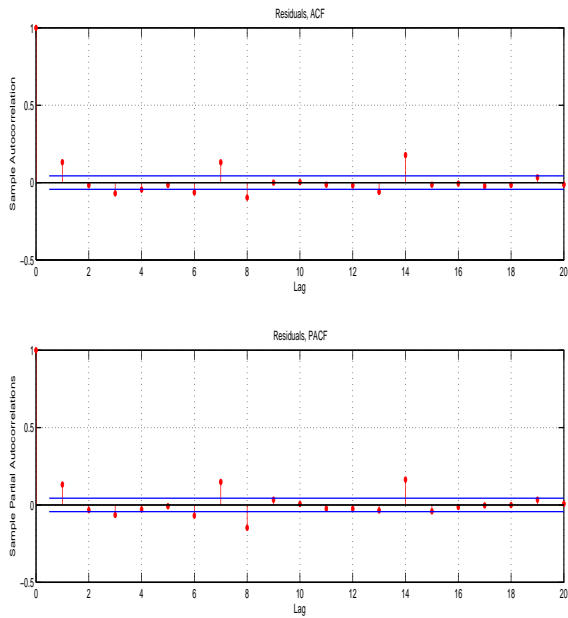 Residuals, ACF
1
0.5
0
−0.5
Sample Autocorrelation
0 2 4 6 8 10 12 14 16 18 20
Lag
Residuals, PACF
1
0.5
0
−0.5
Sample Partial Autocorrelations
0 2 4 6 8 10 12 14 16 18 20
Lag